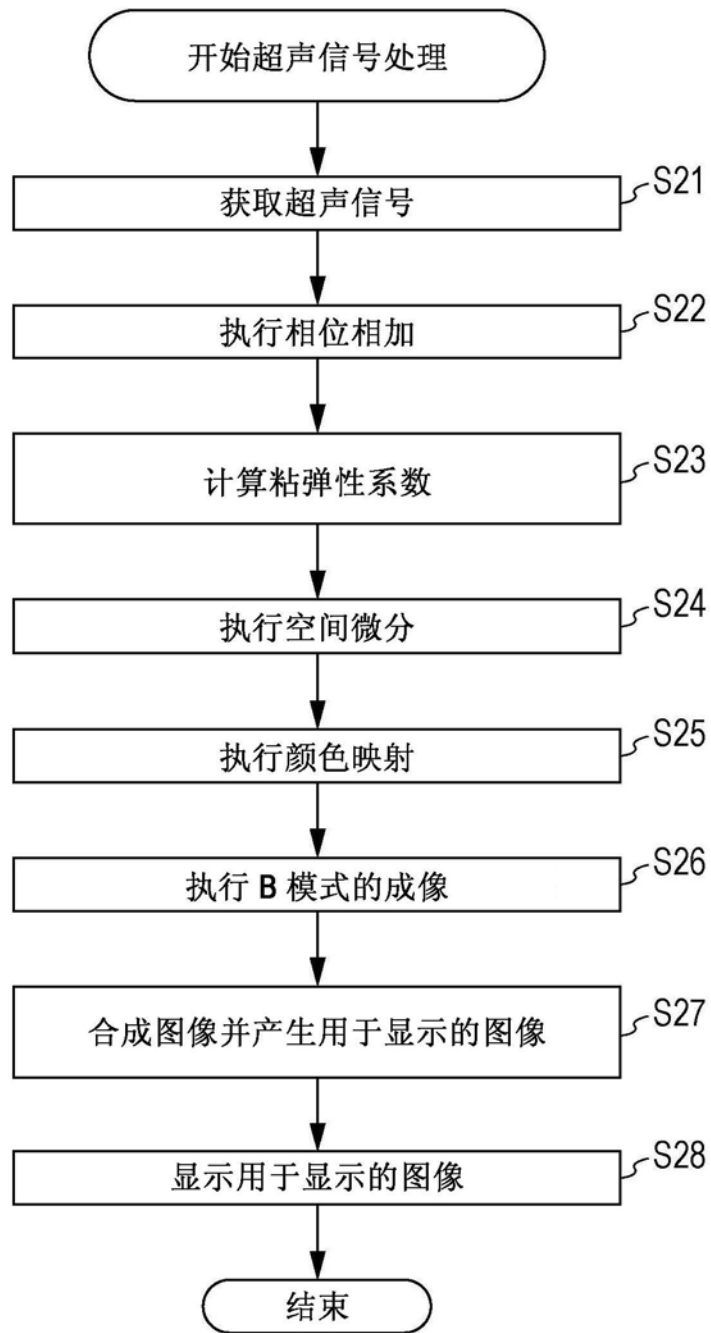 开始超声信号处理
获取超声信号
S21
执行相位相加
S22
计算粘弹性系数
S23
执行空间微分
S24
执行颜色映射
S25
执行 B 模式的成像
S26
合成图像并产生用于显示的图像
S27
显示用于显示的图像
S28
结束